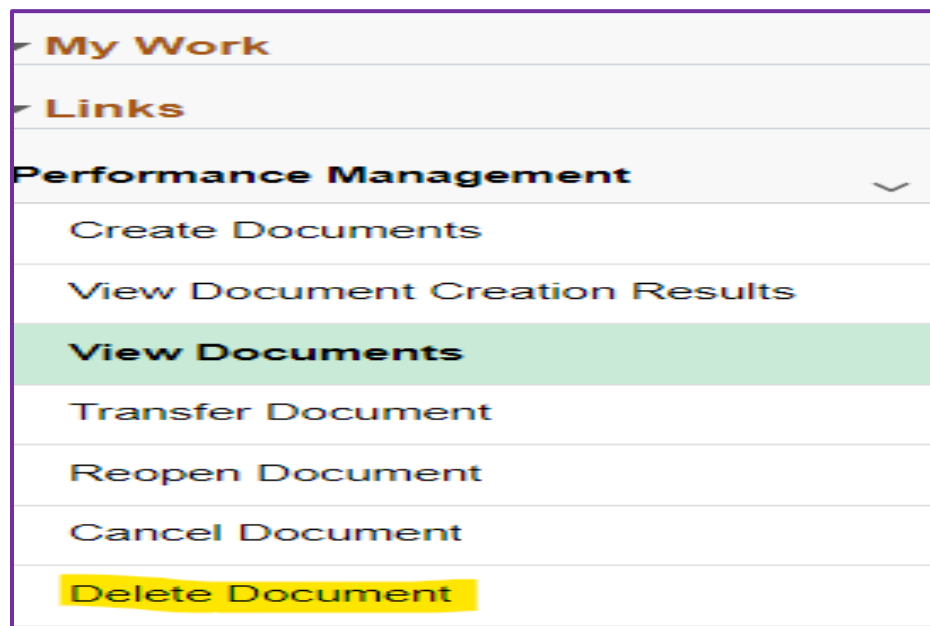 My Work
Links
Performance Management
Create Documents
View Document Creation Results
View Documents
Transfer Document
Reopen Document
Cancel Document
Delete Document